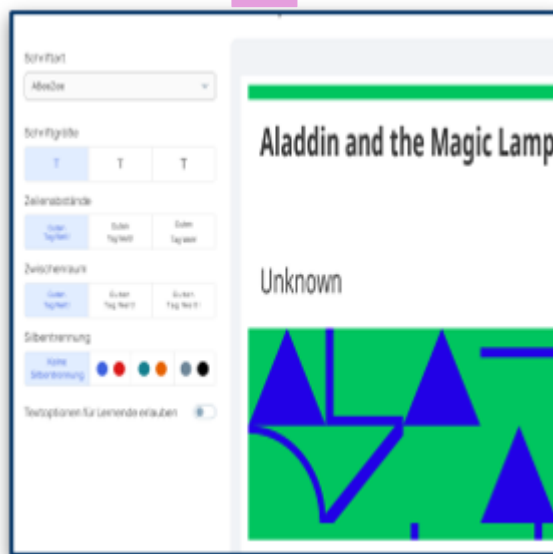 Schriftart
ABeeZee
Schriftgröße
T T T
Zeilenabstände
Guten Guten Guten
Tag Welt! Tag Welt! Tag Welt!
Zwischenraum
Guten Guten Guten
Tag Welt! Tag Welt! Tag Welt!
Silbentrennung
Keine
Silbentrennung
Textoptionen für Lernende erlauben
Aladdin and the Magic Lamp
Unknown